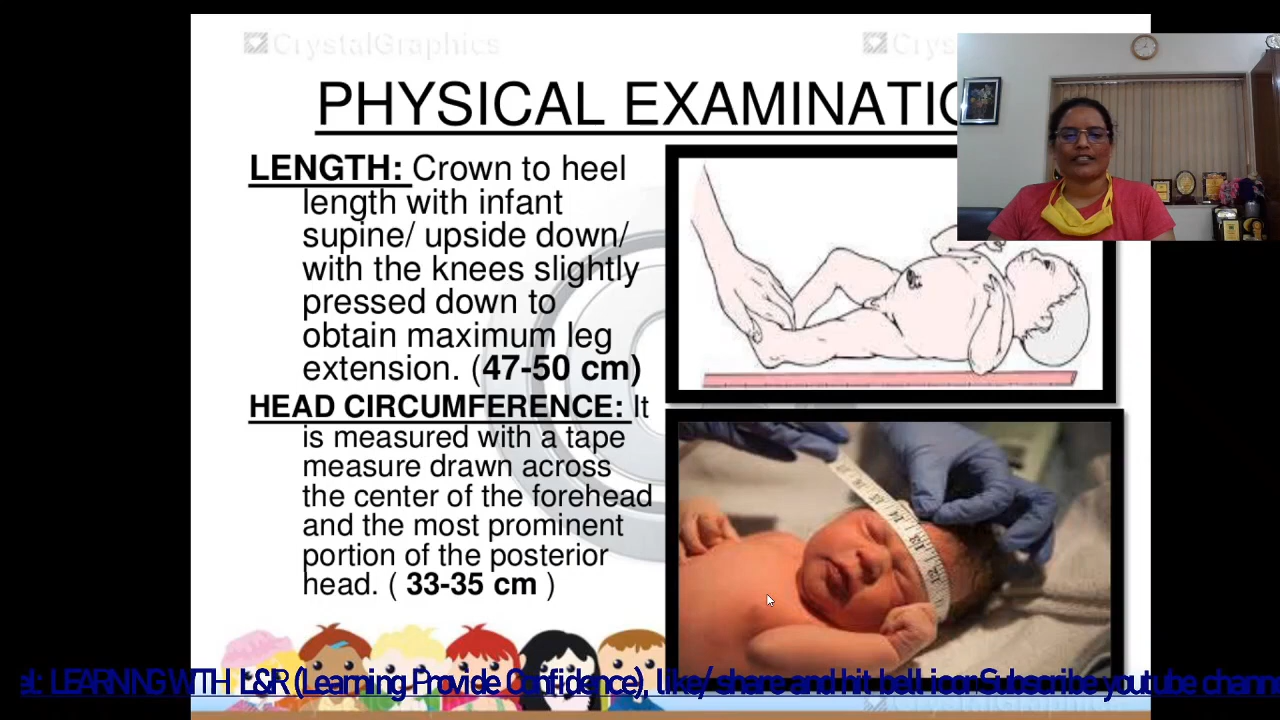 CrystalGraphics
Crys
PHYSICAL EXAMINATIO
LENGTH: Crown to heel
length with infant
supine/ upside down/
with the knees slightly
pressed down to
obtain maximum leg
extension. (47-50 cm)
HEAD CIRCUMFERENCE: It
is measured with a tape
measure drawn across
the center of the forehead
and the most prominent
portion of the posterior
head. ( 33-35 cm )
el: LEARNING WITH L&R (Learning Provide Confidence), like/ share and hit bell icon Subscribe youtube chann